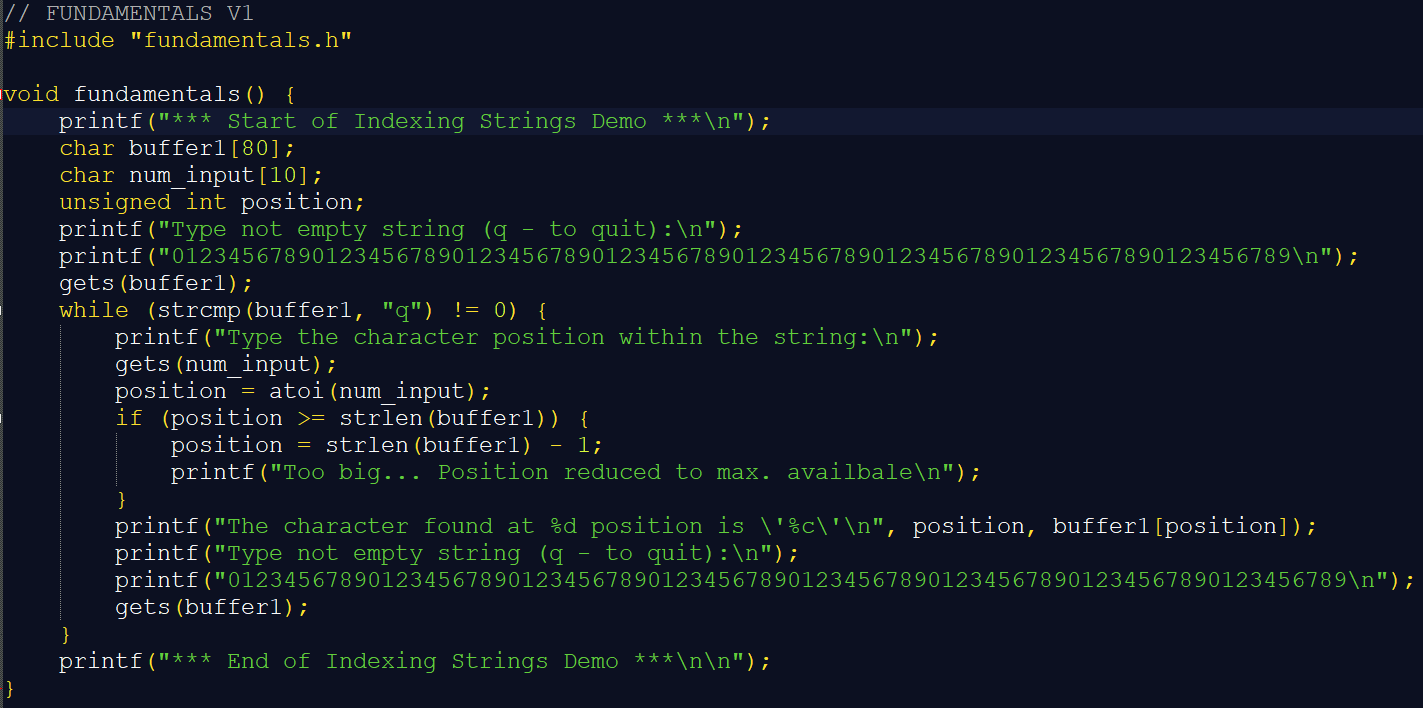 // FUNDAMENTALS V1
#include "fundamentals.h"

void fundamentals() {
    printf("*** Start of Indexing Strings Demo ***\n");
    char buffer1[80];
    char num_input[10];
    unsigned int position;
    printf("Type not empty string (q - to quit):\n");
    printf("01234567890123456789012345678901234567890123456789012345678901234567890123456789\n");
    gets(buffer1);
    while (strcmp(buffer1, "q") != 0) {
        printf("Type the character position within the string:\n");
        gets(num_input);
        position = atoi(num_input);
        if (position >= strlen(buffer1)) {
            position = strlen(buffer1) - 1;
            printf("Too big... Position reduced to max. availbale\n");
        }
        printf("The character found at %d position is \'%c\'\n", position, buffer1[position]);
        printf("Type not empty string (q - to quit):\n");
        printf("01234567890123456789012345678901234567890123456789012345678901234567890123456789\n");
        gets(buffer1);
    }
    printf("*** End of Indexing Strings Demo ***\n\n");
}